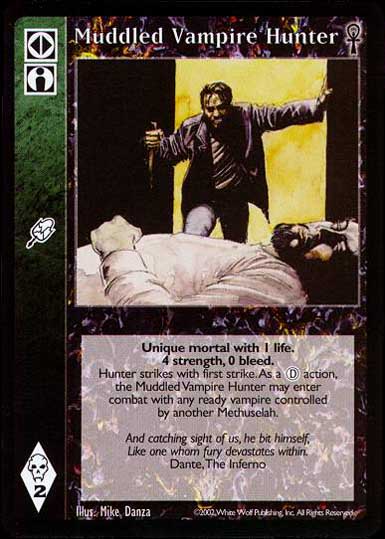 Muddled Vampire Hunter
Unique mortal with 1 life.
4 strength, 0 bleed.
Hunter strikes with first strike. As a D action,
the Muddled Vampire Hunter may enter
combat with any ready vampire controlled
by another Methuselah.
And catching sight of us, he bit himself,
Like one whom fury devastates within.
Dante, The Inferno
2
Illus: Mike Danza
©2002, White Wolf Publishing, Inc. All Rights Reserved.